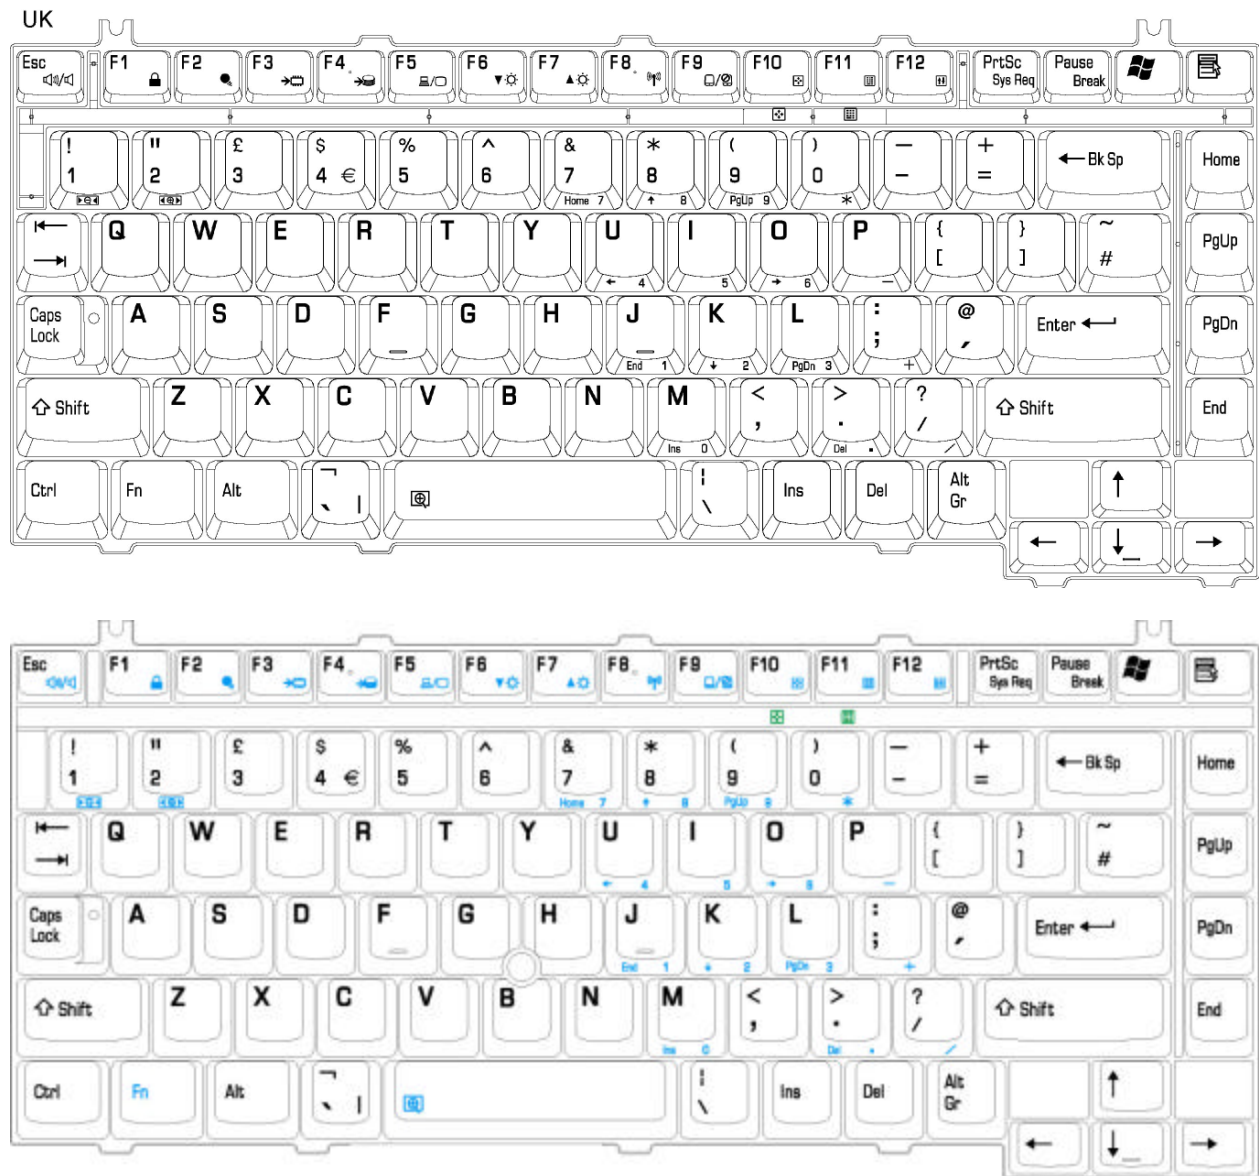 UK
Esc F1 F2 F3 F4 F5 F6 F7 F8 F9 F10 F11 F12 PrtSc Sys Req Pause Break
! " £ $ % ^ & * ( ) — +
1 2 3 4 € 5 6 7 8 9 0 - = ←Bk Sp Home
Home 7 ↑ 8 PgUp 9 *
Q W E R T Y U I O P { } ~ PgUp
[ ] #
← 4 5 → 6 —
Caps Lock A S D F G H J K L : @ Enter PgDn
; '
End 1 ↓ 2 PgDn 3 +
⇧ Shift Z X C V B N M < > ? ⇧ Shift End
, . /
Ins 0 Del . /
Ctrl Fn Alt ¬ ` | ¦ \ Ins Del Alt Gr ↑
← ↓ →
Esc F1 F2 F3 F4 F5 F6 F7 F8 F9 F10 F11 F12 PrtSc Sys Req Pause Break
! " £ $ % ^ & * ( ) — +
1 2 3 4 € 5 6 7 8 9 0 - = ←Bk Sp Home
Home 7 ↑ 8 PgUp 9 *
Q W E R T Y U I O P { } ~ PgUp
[ ] #
← 4 5 → 6 —
Caps Lock A S D F G H J K L : @ Enter PgDn
; '
End 1 ↓ 2 PgDn 3 +
⇧ Shift Z X C V B N M < > ? ⇧ Shift End
, . /
Ins 0 Del . /
Ctrl Fn Alt ¬ ` | ¦ \ Ins Del Alt Gr ↑
← ↓ →